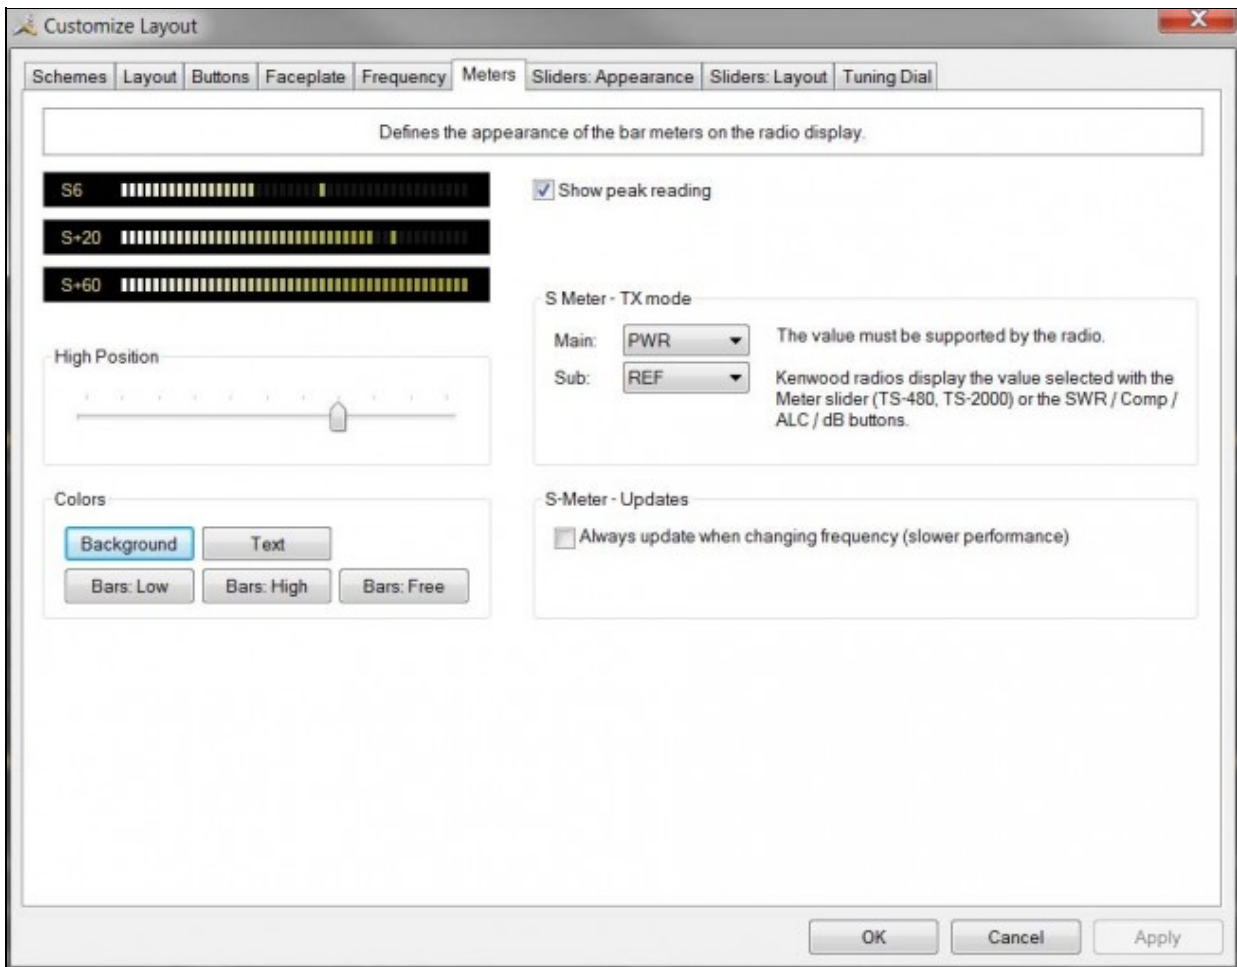 Customize Layout
Schemes Layout Buttons Faceplate Frequency Meters Sliders: Appearance Sliders: Layout Tuning Dial
Defines the appearance of the bar meters on the radio display.
S6
Show peak reading
S+20
S+60
S Meter - TX mode
Main: PWR
The value must be supported by the radio.
Sub: REF
Kenwood radios display the value selected with the
Meter slider (TS-480, TS-2000) or the SWR / Comp /
ALC / dB buttons.
High Position
Colors
Background Text
Bars: Low Bars: High Bars: Free
S-Meter - Updates
Always update when changing frequency (slower performance)
OK Cancel Apply